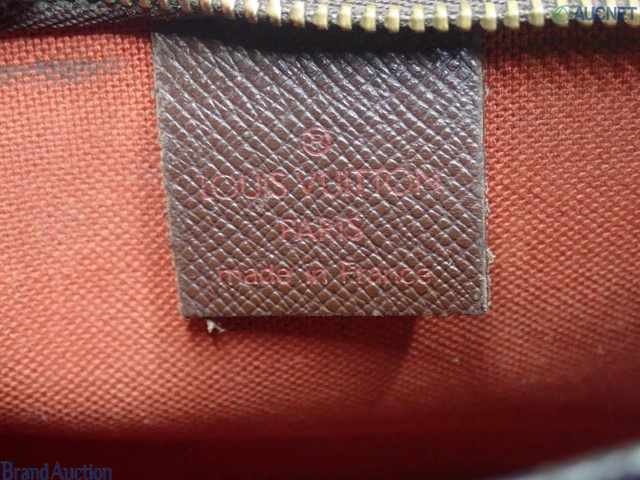 AUCNET
®
LOUIS VUITTON
PARIS
made in France
Brand Auction